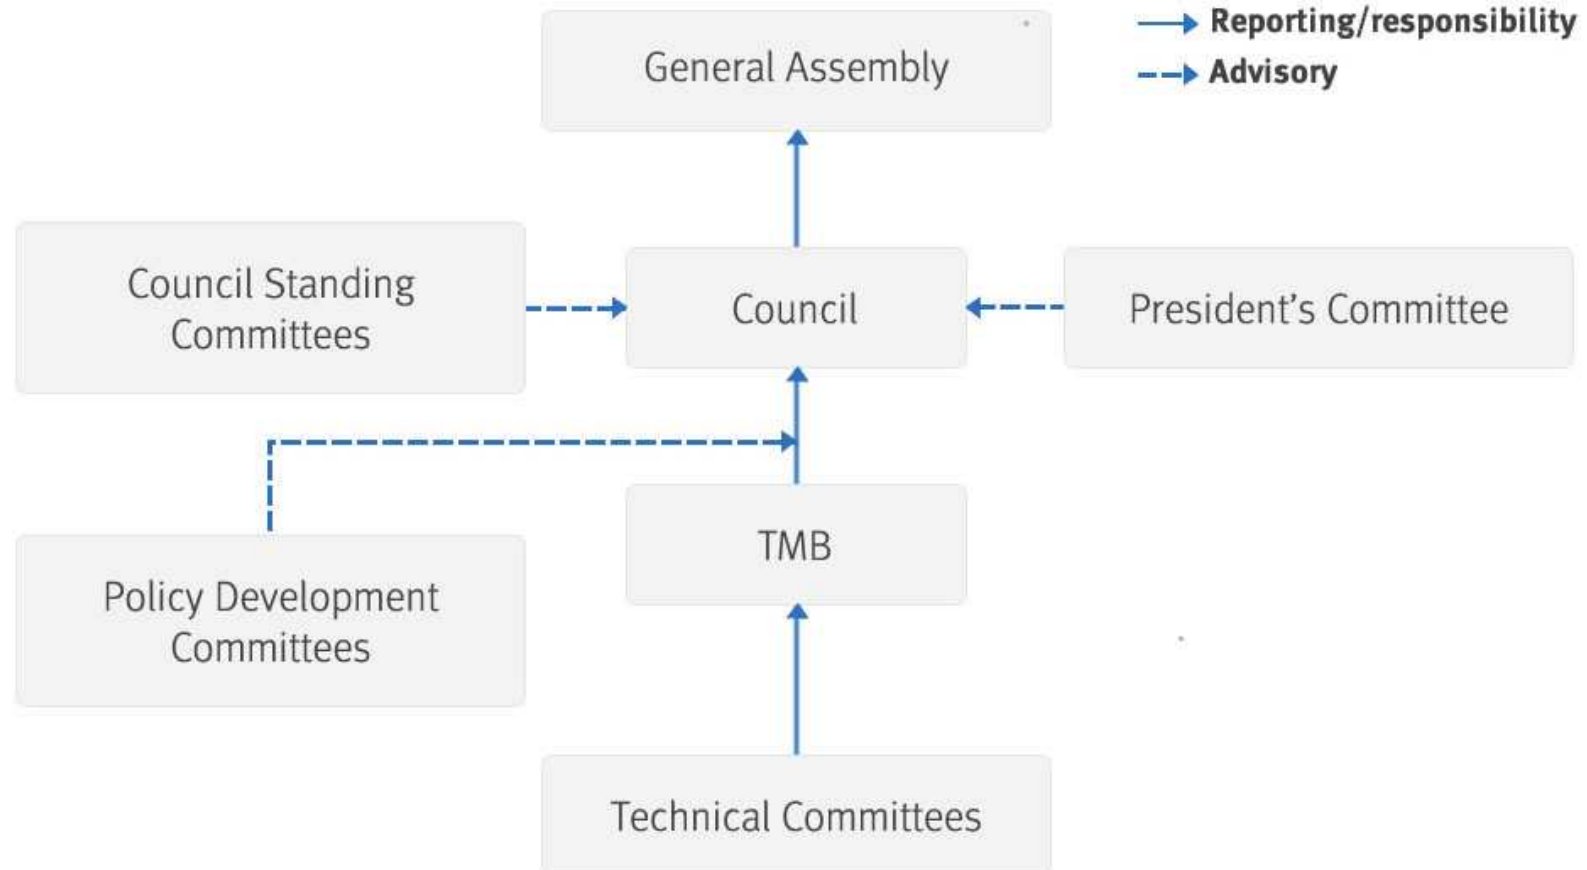 Reporting/responsibility
Advisory
General Assembly
Council Standing
Committees
Council
President’s Committee
TMB
Policy Development
Committees
Technical Committees